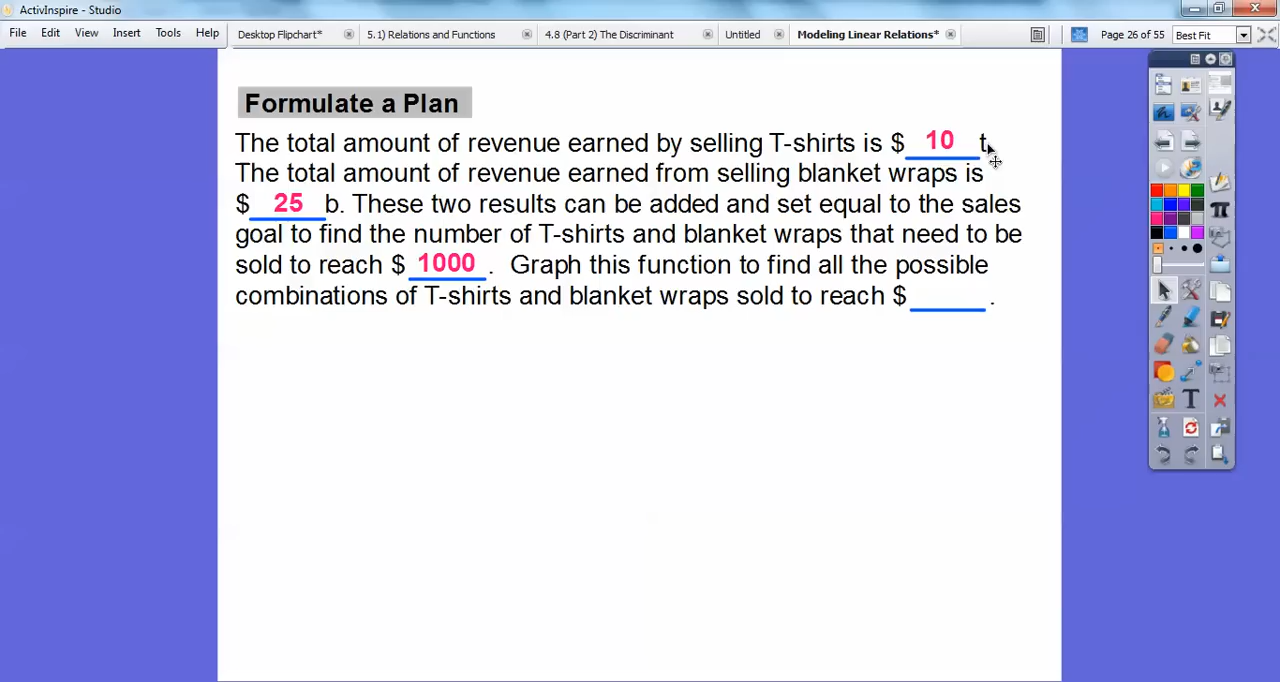 ActivInspire - Studio
File Edit View Insert Tools Help Desktop Flipchart* 5.1) Relations and Functions 4.8 (Part 2) The Discriminant Untitled Modeling Linear Relations* Page 26 of 55 Best Fit
Formulate a Plan
The total amount of revenue earned by selling T-shirts is $ 10 t.
The total amount of revenue earned from selling blanket wraps is
$ 25 b. These two results can be added and set equal to the sales
goal to find the number of T-shirts and blanket wraps that need to be
sold to reach $ 1000 . Graph this function to find all the possible
combinations of T-shirts and blanket wraps sold to reach $ ______ .